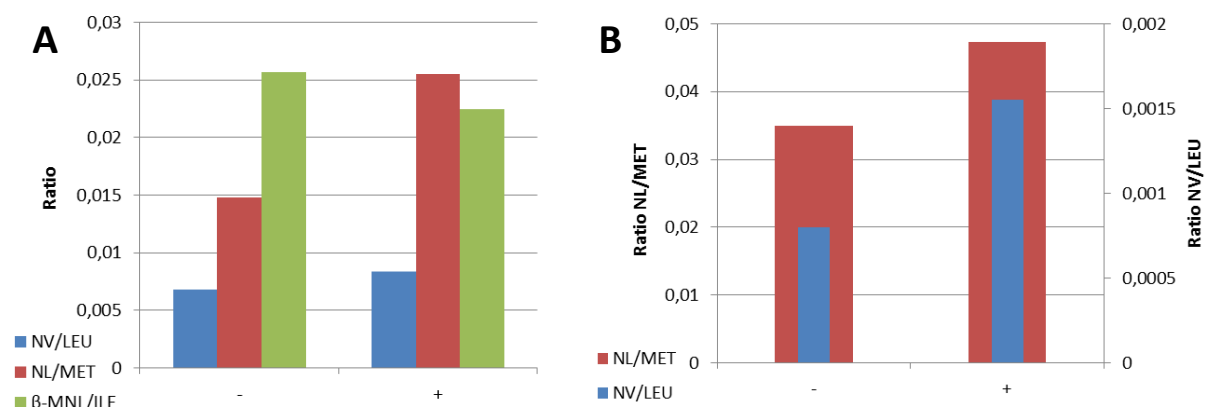 A
0,03
0,025
0,02
0,015
0,01
0,005
0
Ratio
- +
NV/LEU
NL/MET
β-MNL/ILE
B
0,05
0,04
0,03
0,02
0,01
0
Ratio NL/MET
0,002
0,0015
0,001
0,0005
0
Ratio NV/LEU
- +
NL/MET
NV/LEU